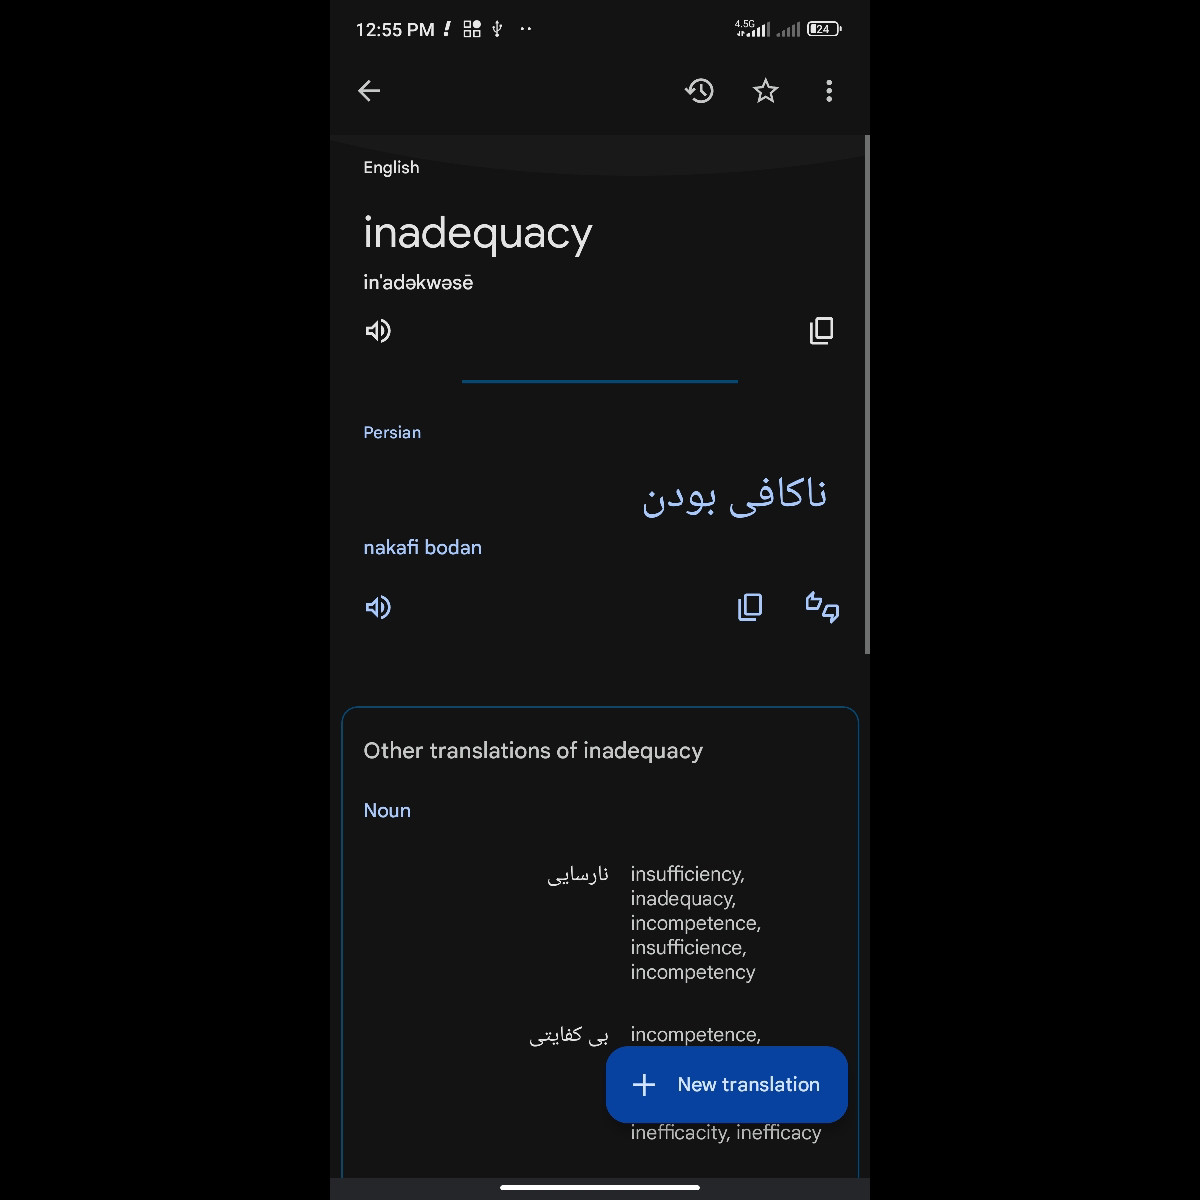 12:55 PM
4.5G
24
English
inadequacy
in'adəkwəsē
Persian
ناکافی بودن
nakafi bodan
Other translations of inadequacy
Noun
نارسایی
insufficiency,
inadequacy,
incompetence,
insufficience,
incompetency
بی کفایتی
incompetence,
New translation
inefficacity, inefficacy